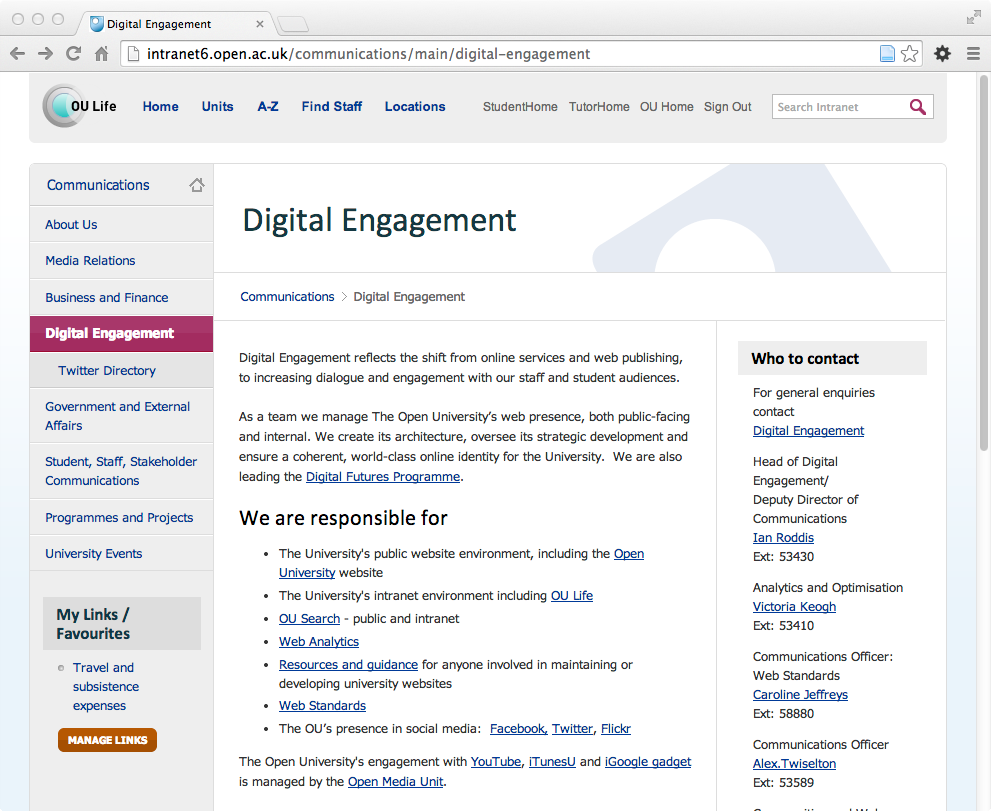 Digital Engagement
intranet6.open.ac.uk/communications/main/digital-engagement
OU Life
Home Units A-Z Find Staff Locations
StudentHome TutorHome OU Home Sign Out
Search Intranet
Communications
About Us
Media Relations
Business and Finance
Digital Engagement
Twitter Directory
Government and External
Affairs
Student, Staff, Stakeholder
Communications
Programmes and Projects
University Events
My Links /
Favourites
Travel and
subsistence
expenses
MANAGE LINKS
Digital Engagement
Communications > Digital Engagement
Digital Engagement reflects the shift from online services and web publishing,
to increasing dialogue and engagement with our staff and student audiences.
As a team we manage The Open University's web presence, both public-facing
and internal. We create its architecture, oversee its strategic development and
ensure a coherent, world-class online identity for the University. We are also
leading the Digital Futures Programme.
We are responsible for
• The University's public website environment, including the Open
University website
• The University's intranet environment including OU Life
• OU Search - public and intranet
• Web Analytics
• Resources and guidance for anyone involved in maintaining or
developing university websites
• Web Standards
• The OU's presence in social media: Facebook, Twitter, Flickr
The Open University's engagement with YouTube, iTunesU and iGoogle gadget
is managed by the Open Media Unit.
Who to contact
For general enquiries
contact
Digital Engagement
Head of Digital
Engagement/
Deputy Director of
Communications
Ian Roddis
Ext: 53430
Analytics and Optimisation
Victoria Keogh
Ext: 53410
Communications Officer:
Web Standards
Caroline Jeffreys
Ext: 58880
Communications Officer
Alex.Twiselton
Ext: 53589